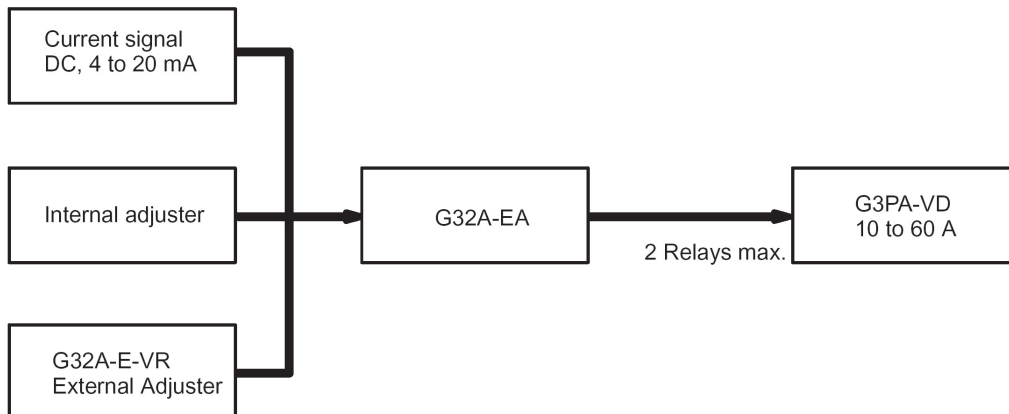 Current signal
DC, 4 to 20 mA
Internal adjuster
G32A-E-VR
External Adjuster
G32A-EA
2 Relays max.
G3PA-VD
10 to 60 A